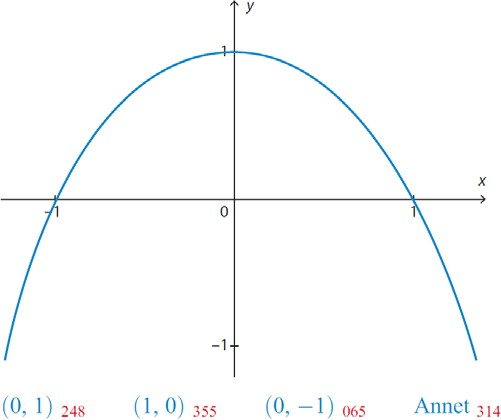 y
1
x
-1 0 1
−1
(0, 1) 248 (1, 0) 355 (0, −1) 065 Annet 314